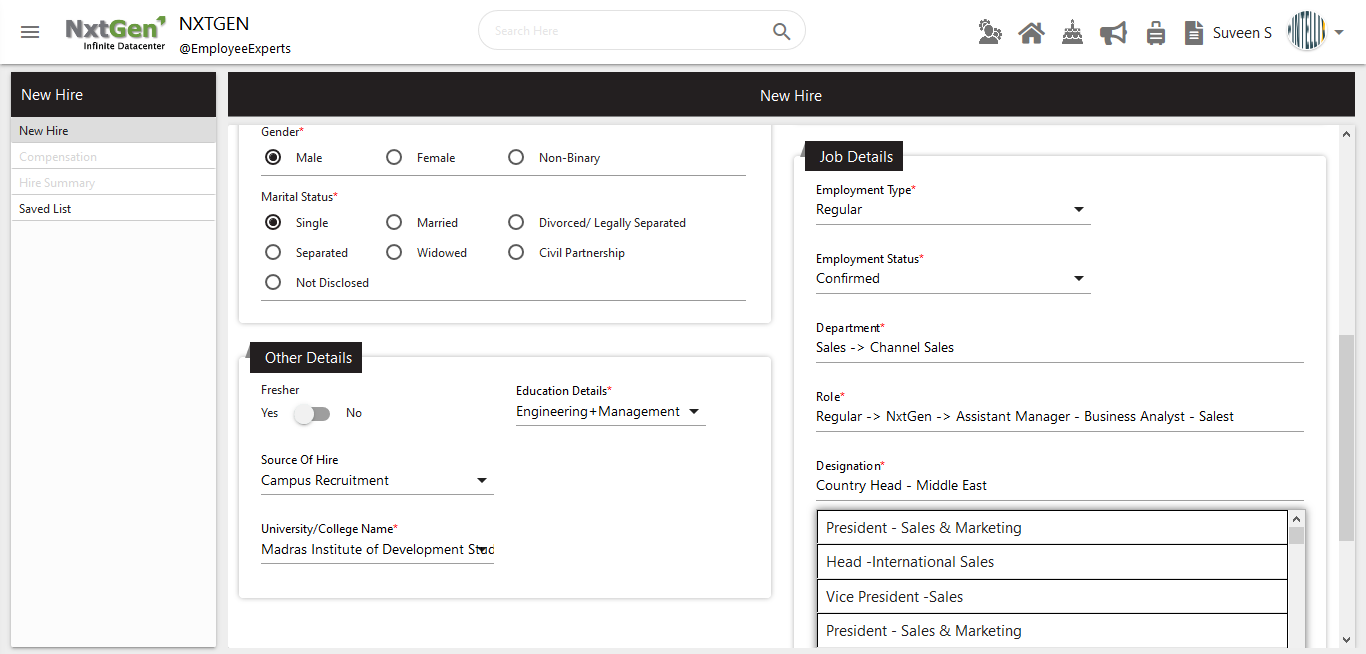 NxtGen
Infinite Datacenter
NXTGEN
@EmployeeExperts
Search Here
Suveen S
INTELLI
New Hire
New Hire
Compensation
Hire Summary
Saved List
New Hire
Gender*
Male
Female
Non-Binary
Marital Status*
Single
Married
Divorced/ Legally Separated
Separated
Widowed
Civil Partnership
Not Disclosed
Other Details
Fresher
Yes
No
Education Details*
Engineering+Management
Source Of Hire
Campus Recruitment
University/College Name*
Madras Institute of Development Stud
Job Details
Employment Type*
Regular
Employment Status*
Confirmed
Department*
Sales -> Channel Sales
Role*
Regular -> NxtGen -> Assistant Manager - Business Analyst - Salest
Designation*
Country Head - Middle East
President - Sales & Marketing
Head -International Sales
Vice President -Sales
President - Sales & Marketing